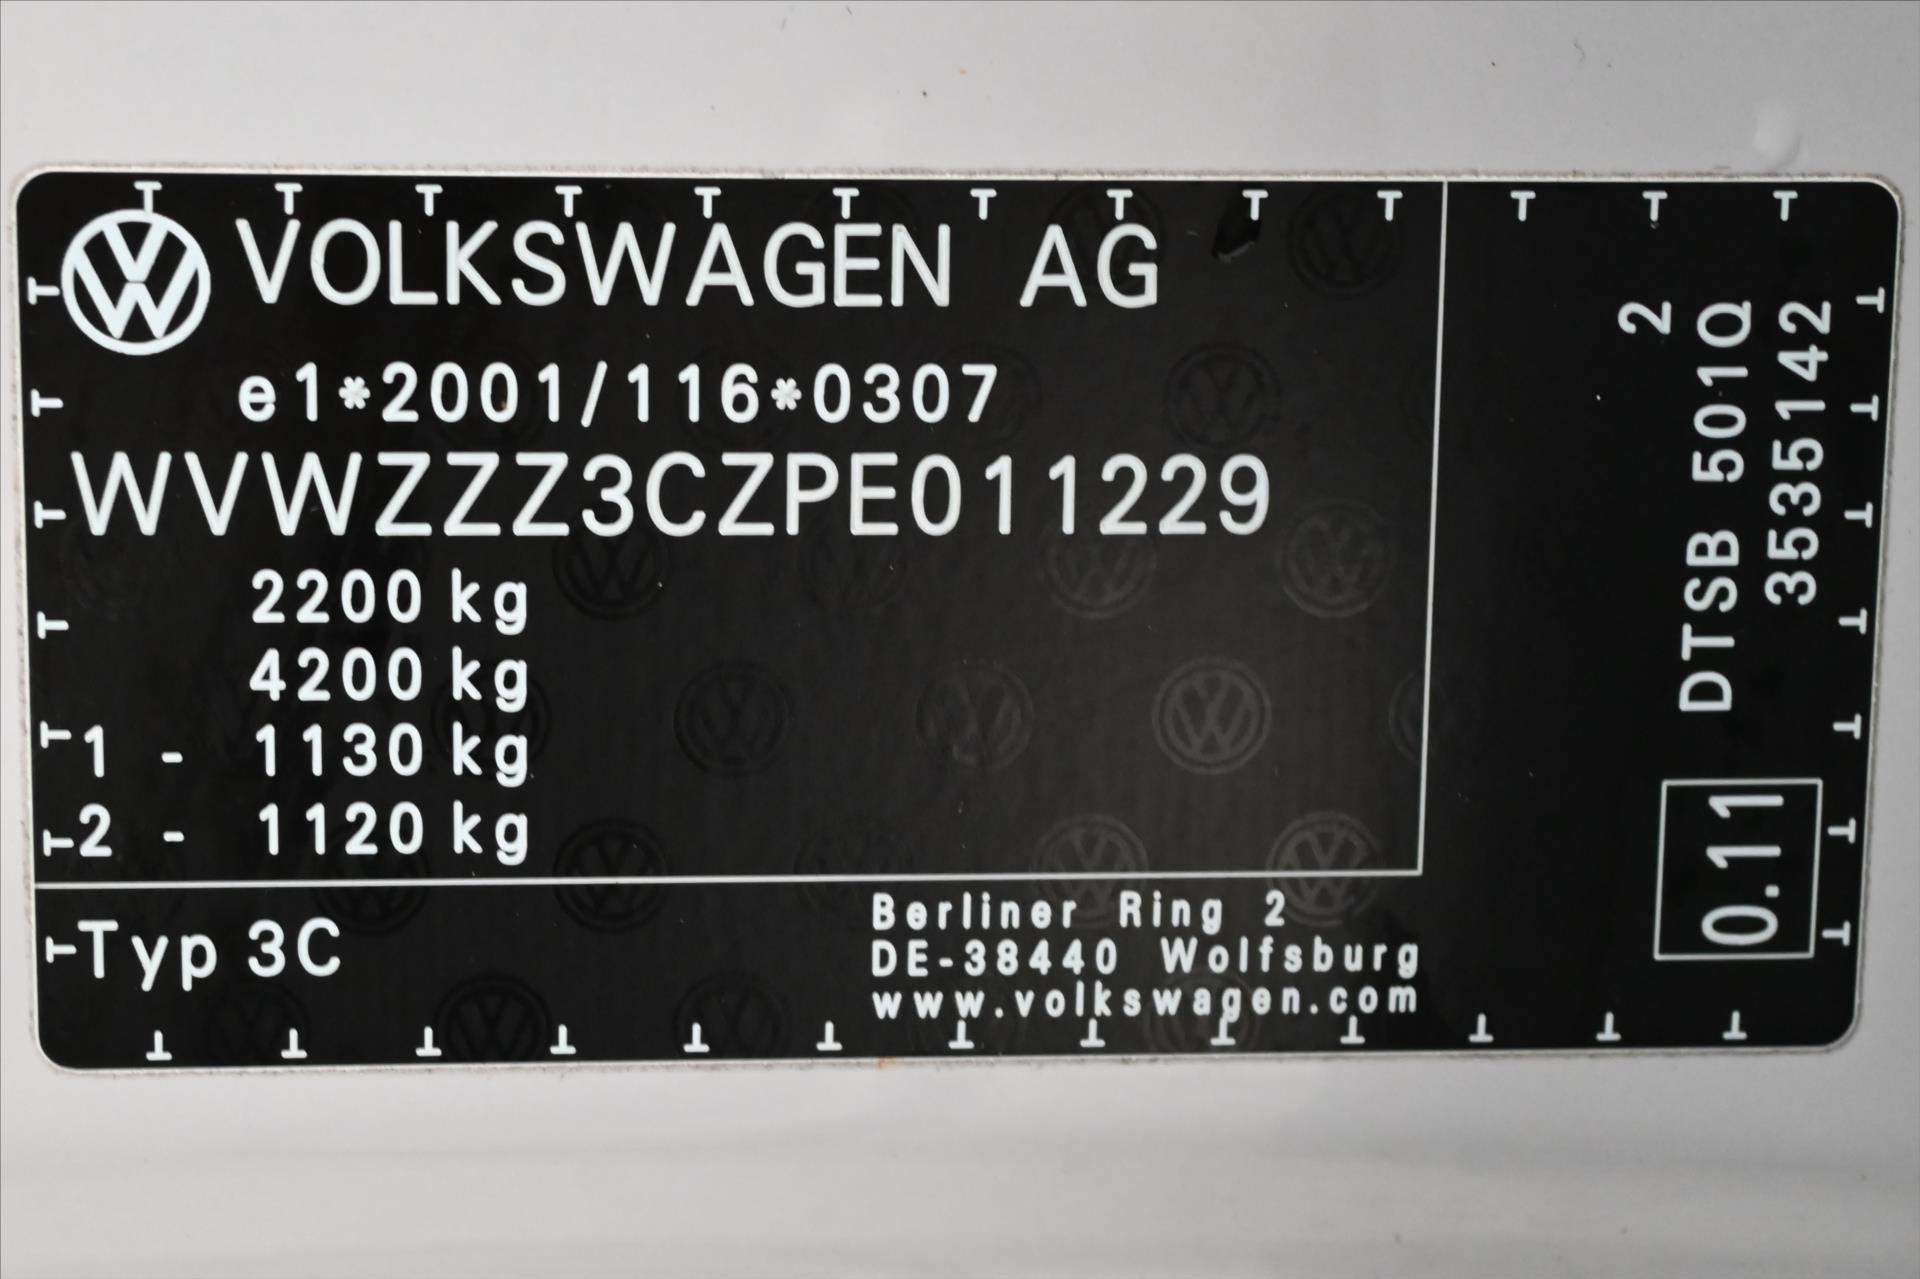 VOLKSWAGEN AG
e1*2001/116*0307
WVWZZZ3CZPE011229
2200 kg
4200 kg
1 - 1130 kg
2 - 1120 kg
Typ 3C
Berliner Ring 2
DE-38440 Wolfsburg
www.volkswagen.com
2
DTSB 501Q
3535142
0.11